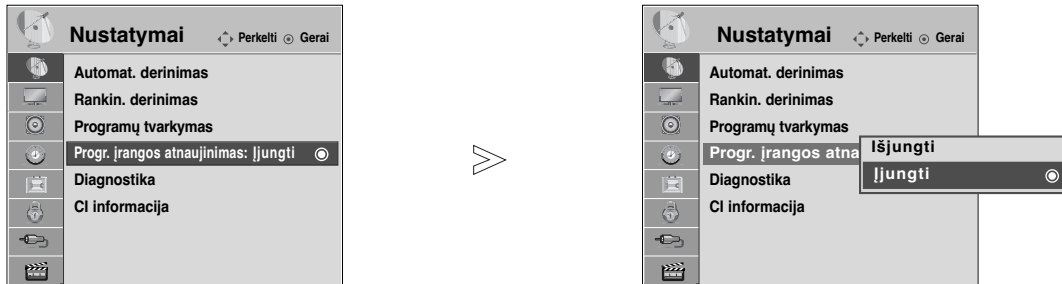 Nustatymai Perkelti Gerai
Automat. derinimas
Rankin. derinimas
Programų tvarkymas
Progr. įrangos atnaujinimas: Įjungti
Diagnostika
CI informacija
Nustatymai Perkelti Gerai
Automat. derinimas
Rankin. derinimas
Programų tvarkymas
Progr. įrangos atna
Išjungti
Įjungti
Diagnostika
CI informacija